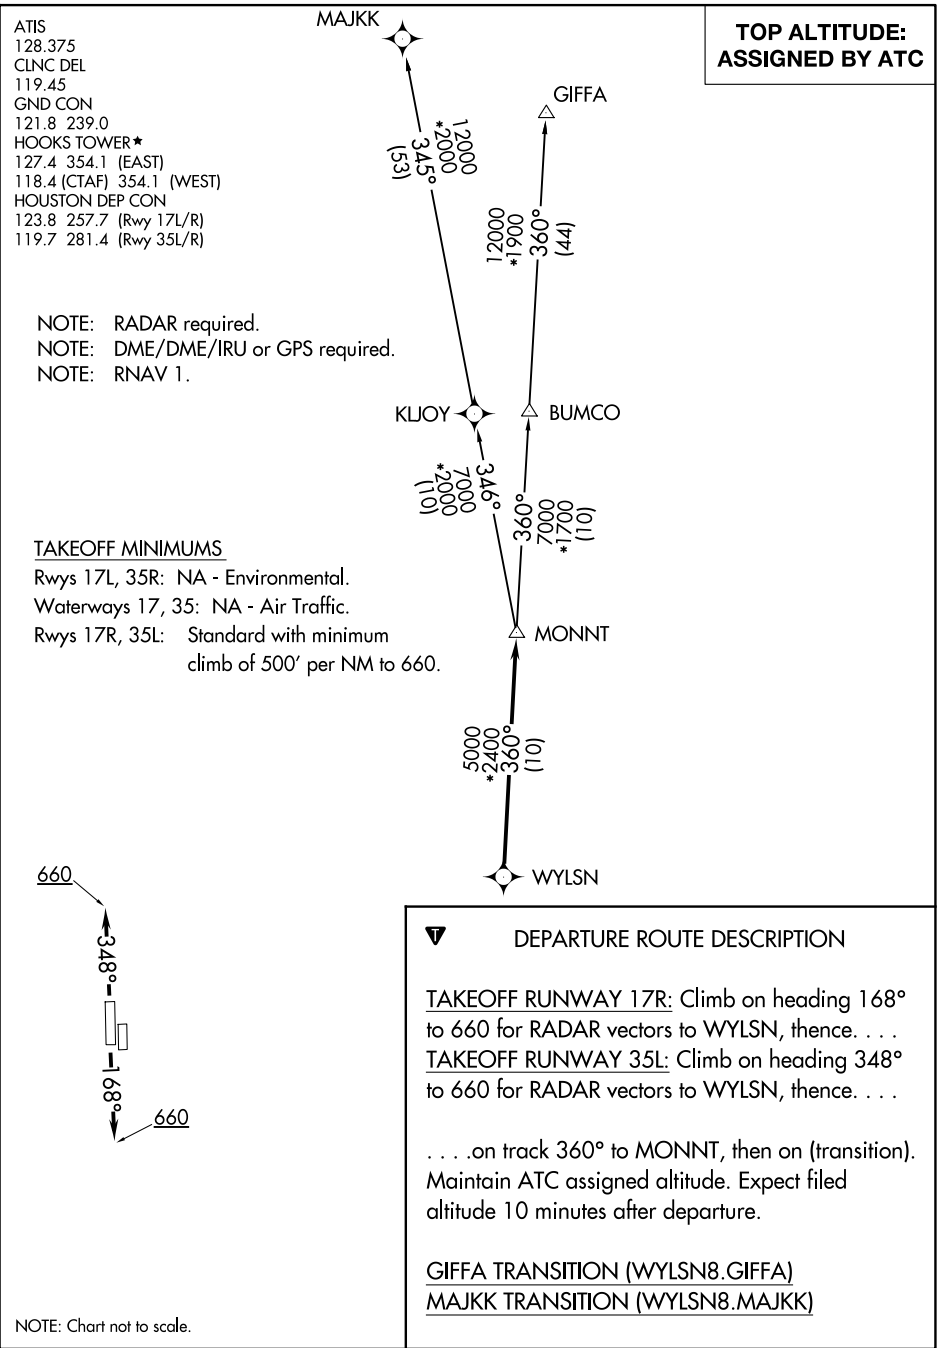 ATIS
128.375
CLNC DEL
119.45
GND CON
121.8 239.0
HOOKS TOWER★
127.4 354.1 (EAST)
118.4 (CTAF) 354.1 (WEST)
HOUSTON DEP CON
123.8 257.7 (Rwy 17L/R)
119.7 281.4 (Rwy 35L/R)
TOP ALTITUDE:
ASSIGNED BY ATC
MAJKK
GIFFA
12000
*2000
345°
(53)
12000
*1900
360°
(44)
NOTE: RADAR required.
NOTE: DME/DME/IRU or GPS required.
NOTE: RNAV 1.
KIJOY
BUMCO
346°
7000
*2000
(10)
360°
7000
*1700
(10)
TAKEOFF MINIMUMS
Rwys 17L, 35R: NA - Environmental.
Waterways 17, 35: NA - Air Traffic.
Rwys 17R, 35L: Standard with minimum
climb of 500' per NM to 660.
MONNT
5000
*2400
360°
(10)
WYLSN
660
348°
168°
660
T
DEPARTURE ROUTE DESCRIPTION
TAKEOFF RUNWAY 17R: Climb on heading 168°
to 660 for RADAR vectors to WYLSN, thence. . . .
TAKEOFF RUNWAY 35L: Climb on heading 348°
to 660 for RADAR vectors to WYLSN, thence. . . .
. . . .on track 360° to MONNT, then on (transition).
Maintain ATC assigned altitude. Expect filed
altitude 10 minutes after departure.
GIFFA TRANSITION (WYLSN8.GIFFA)
MAJKK TRANSITION (WYLSN8.MAJKK)
NOTE: Chart not to scale.